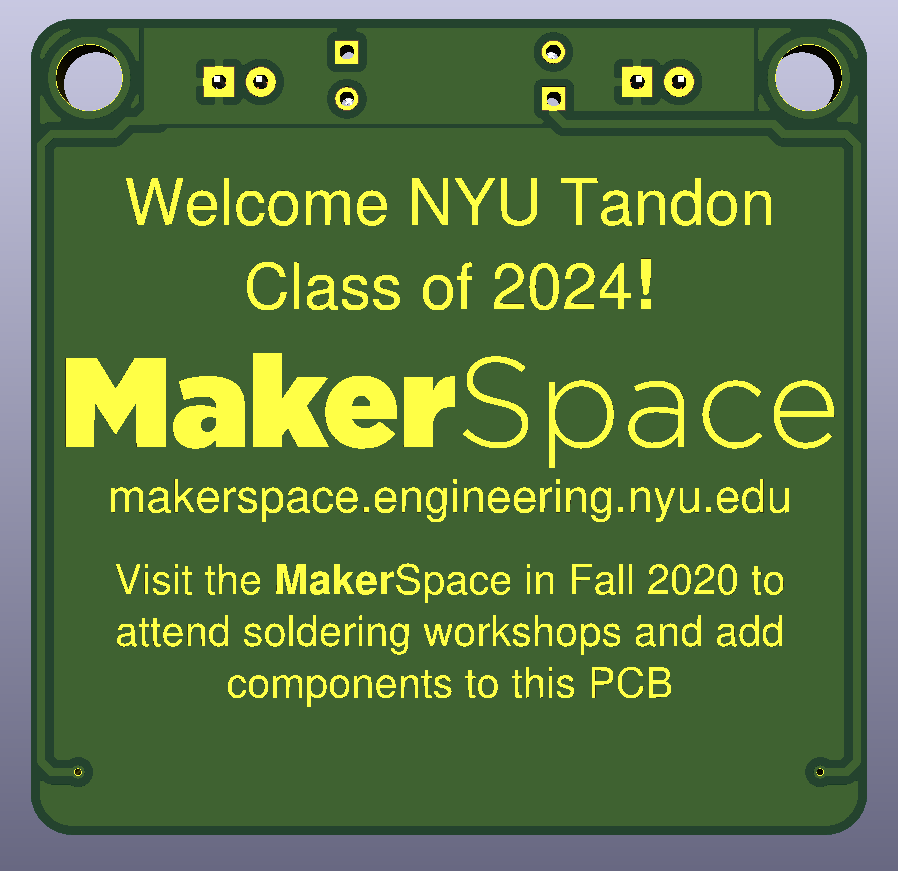 Welcome NYU Tandon
Class of 2024!
MakerSpace
makerspace.engineering.nyu.edu
Visit the MakerSpace in Fall 2020 to
attend soldering workshops and add
components to this PCB